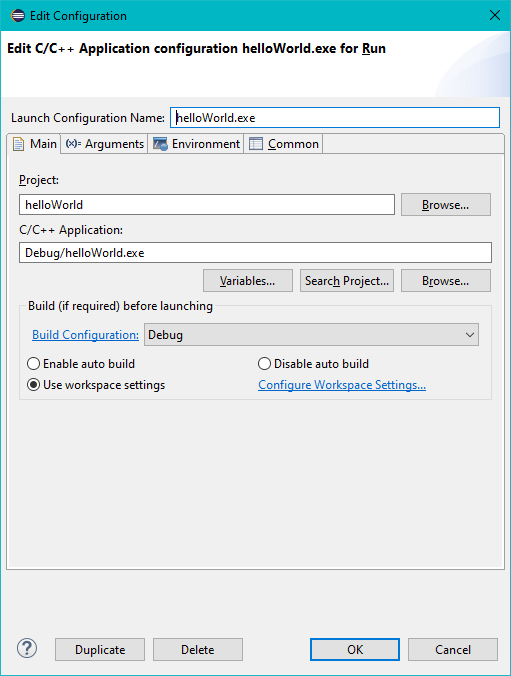 Edit Configuration
Edit C/C++ Application configuration helloWorld.exe for Run
Launch Configuration Name: helloWorld.exe
Main (x)= Arguments Environment Common
Project:
helloWorld Browse...
C/C++ Application:
Debug/helloWorld.exe
Variables... Search Project... Browse...
Build (if required) before launching
Build Configuration: Debug
Enable auto build Disable auto build
Use workspace settings Configure Workspace Settings...
? Duplicate Delete OK Cancel